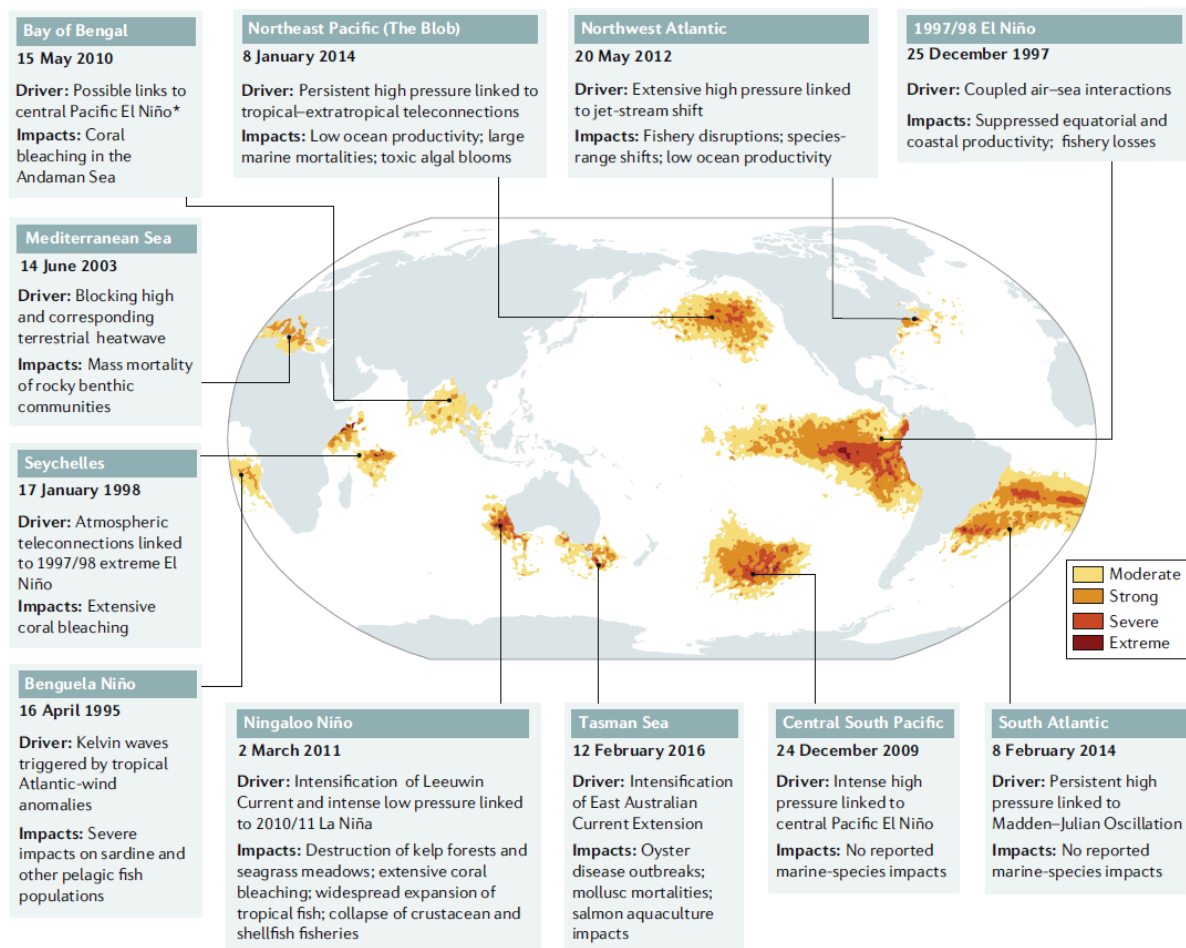 Bay of Bengal
15 May 2010
Driver: Possible links to
central Pacific El Niño*
Impacts: Coral
bleaching in the
Andaman Sea
Northeast Pacific (The Blob)
8 January 2014
Driver: Persistent high pressure linked to
tropical–extratropical teleconnections
Impacts: Low ocean productivity; large
marine mortalities; toxic algal blooms
Northwest Atlantic
20 May 2012
Driver: Extensive high pressure linked
to jet-stream shift
Impacts: Fishery disruptions; species-
range shifts; low ocean productivity
1997/98 El Niño
25 December 1997
Driver: Coupled air–sea interactions
Impacts: Suppressed equatorial and
coastal productivity; fishery losses
Mediterranean Sea
14 June 2003
Driver: Blocking high
and corresponding
terrestrial heatwave
Impacts: Mass mortality
of rocky benthic
communities
Seychelles
17 January 1998
Driver: Atmospheric
teleconnections linked
to 1997/98 extreme El
Niño
Impacts: Extensive
coral bleaching
Moderate
Strong
Severe
Extreme
Benguela Niño
16 April 1995
Driver: Kelvin waves
triggered by tropical
Atlantic-wind
anomalies
Impacts: Severe
impacts on sardine and
other pelagic fish
populations
Ningaloo Niño
2 March 2011
Driver: Intensification of Leeuwin
Current and intense low pressure linked
to 2010/11 La Niña
Impacts: Destruction of kelp forests and
seagrass meadows; extensive coral
bleaching; widespread expansion of
tropical fish; collapse of crustacean and
shellfish fisheries
Tasman Sea
12 February 2016
Driver: Intensification
of East Australian
Current Extension
Impacts: Oyster
disease outbreaks;
mollusc mortalities;
salmon aquaculture
impacts
Central South Pacific
24 December 2009
Driver: Intense high
pressure linked to
central Pacific El Niño
Impacts: No reported
marine-species impacts
South Atlantic
8 February 2014
Driver: Persistent high
pressure linked to
Madden–Julian Oscillation
Impacts: No reported
marine-species impacts